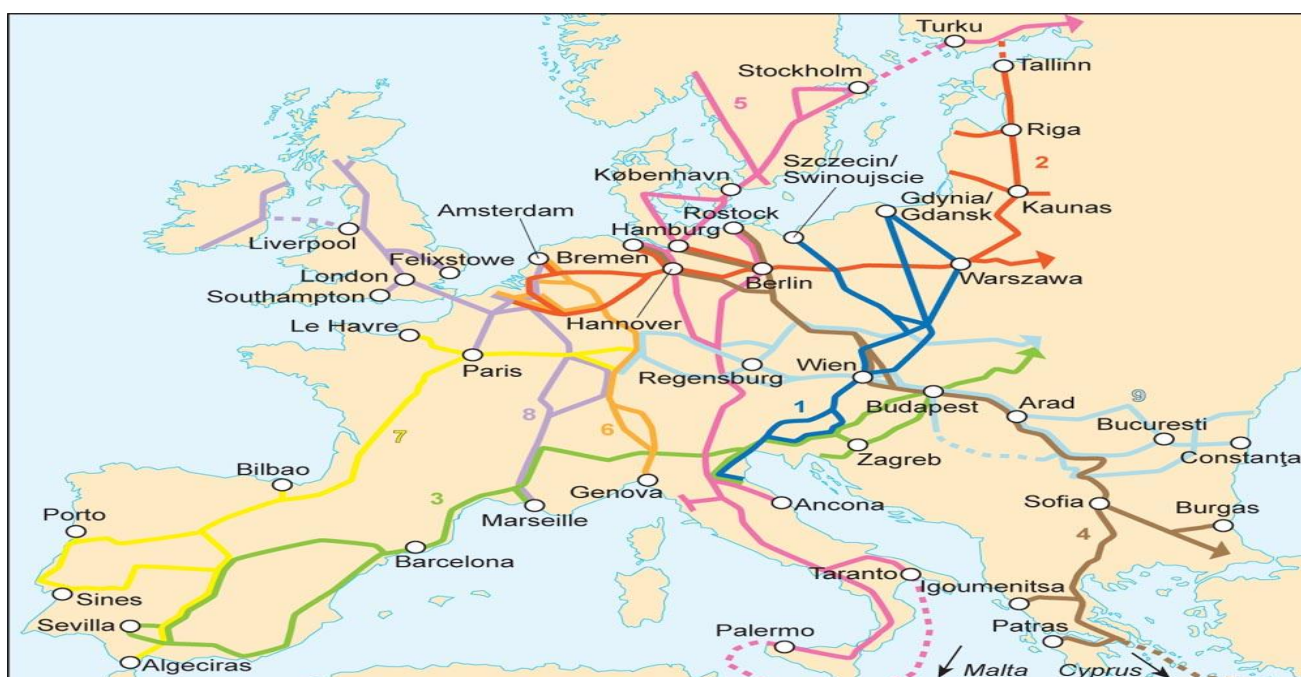 Turku
Tallinn
Stockholm
5
Riga
Szczecin/
Swinoujscie
2
København
Gdynia/
Gdansk
Kaunas
Amsterdam
Rostock
Hamburg
Liverpool
Felixstowe
Bremen
London
Berlin
Warszawa
Southampton
Hannover
Le Havre
Paris
Regensburg
Wien
1
Budapest
9
Arad
Bucuresti
Constanţa
8
6
7
Zagreb
Bilbao
3
Genova
Sofia
Burgas
Porto
Marseille
Ancona
4
Barcelona
Taranto
Igoumenitsa
Sines
Sevilla
Palermo
Patras
Algeciras
Malta
Cyprus